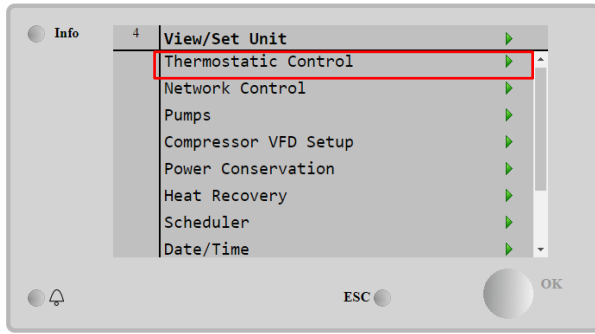 Info
4 View/Set Unit
Thermostatic Control
Network Control
Pumps
Compressor VFD Setup
Power Conservation
Heat Recovery
Scheduler
Date/Time
ESC
OK